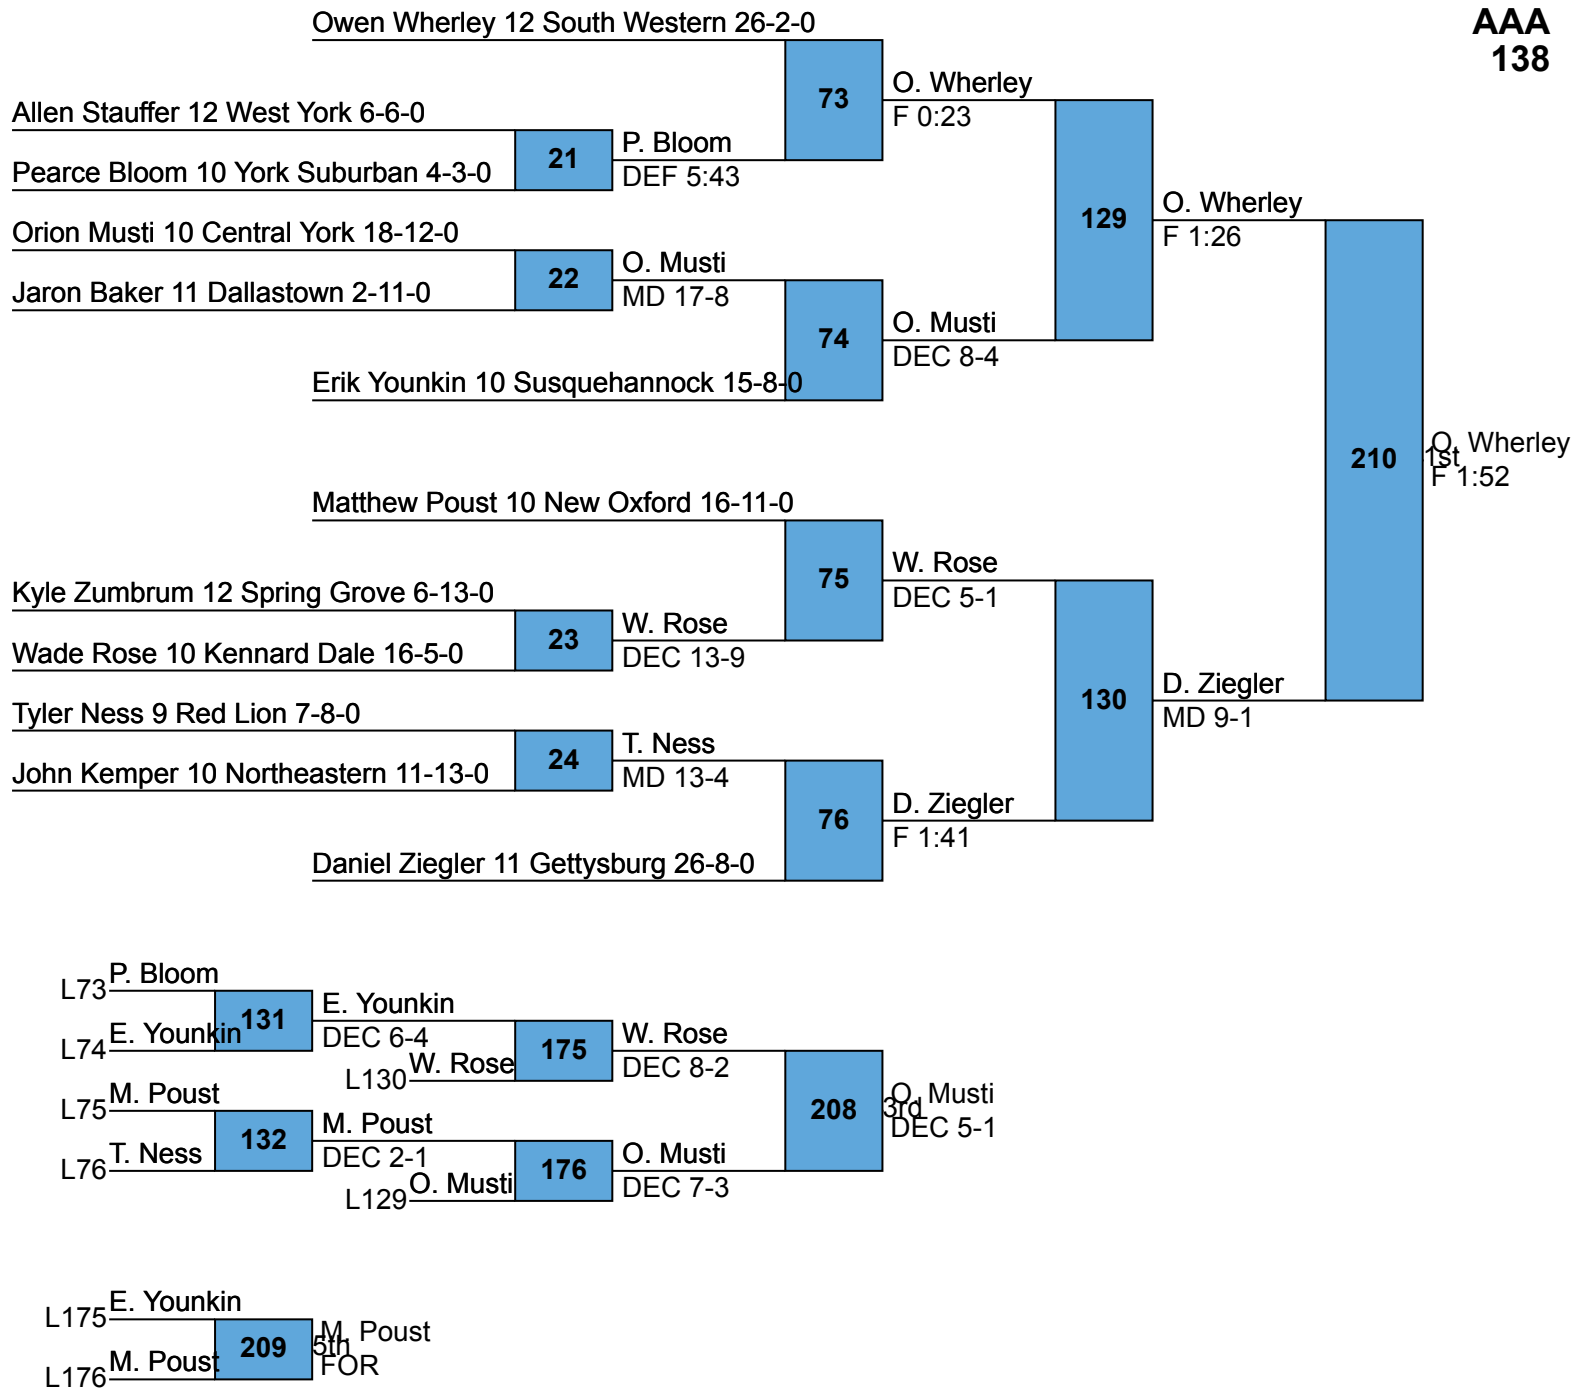 AAA
138
Owen Wherley 12 South Western 26-2-0
73
O. Wherley
F 0:23
Allen Stauffer 12 West York 6-6-0
21
P. Bloom
DEF 5:43
Pearce Bloom 10 York Suburban 4-3-0
129
O. Wherley
F 1:26
Orion Musti 10 Central York 18-12-0
22
O. Musti
MD 17-8
Jaron Baker 11 Dallastown 2-11-0
74
O. Musti
DEC 8-4
Erik Younkin 10 Susquehannock 15-8-0
210
1st
O. Wherley
F 1:52
Matthew Poust 10 New Oxford 16-11-0
75
W. Rose
DEC 5-1
Kyle Zumbrum 12 Spring Grove 6-13-0
23
W. Rose
DEC 13-9
Wade Rose 10 Kennard Dale 16-5-0
130
D. Ziegler
MD 9-1
Tyler Ness 9 Red Lion 7-8-0
24
T. Ness
MD 13-4
John Kemper 10 Northeastern 11-13-0
76
D. Ziegler
F 1:41
Daniel Ziegler 11 Gettysburg 26-8-0
L73
P. Bloom
131
E. Younkin
DEC 6-4
L74
E. Younkin
175
W. Rose
DEC 8-2
L130
W. Rose
L75
M. Poust
132
M. Poust
DEC 2-1
L76
T. Ness
208
3rd
O. Musti
DEC 5-1
176
O. Musti
DEC 7-3
L129
O. Musti
L175
E. Younkin
209
5th
M. Poust
FOR
L176
M. Poust